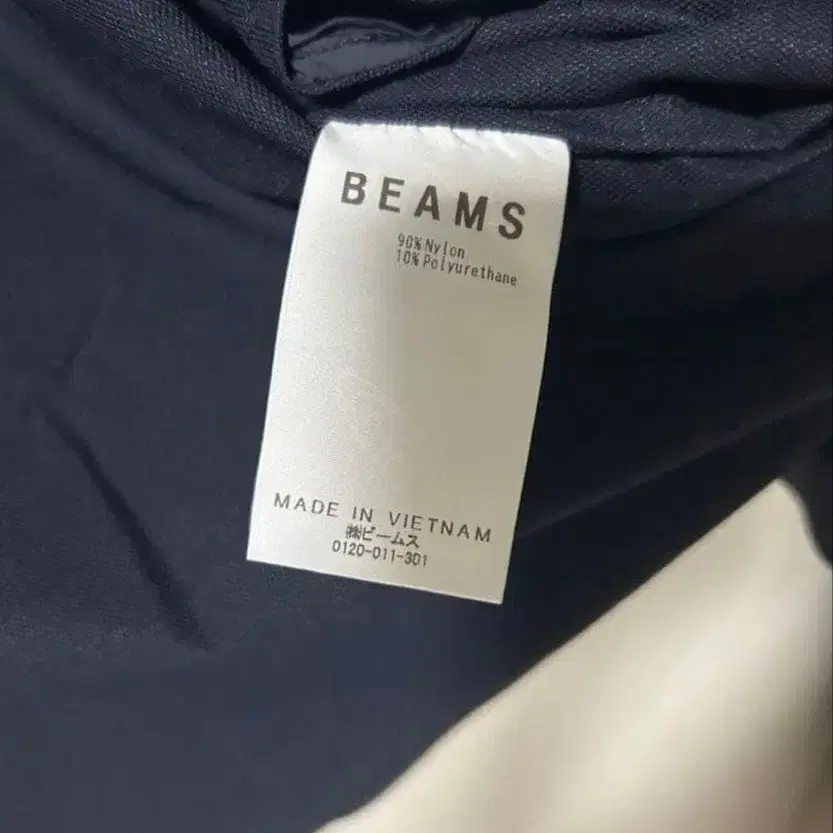 BEAMS
90% Nylon
10% Polyurethane
MADE IN VIETNAM
㈱ビームス
0120-011-301